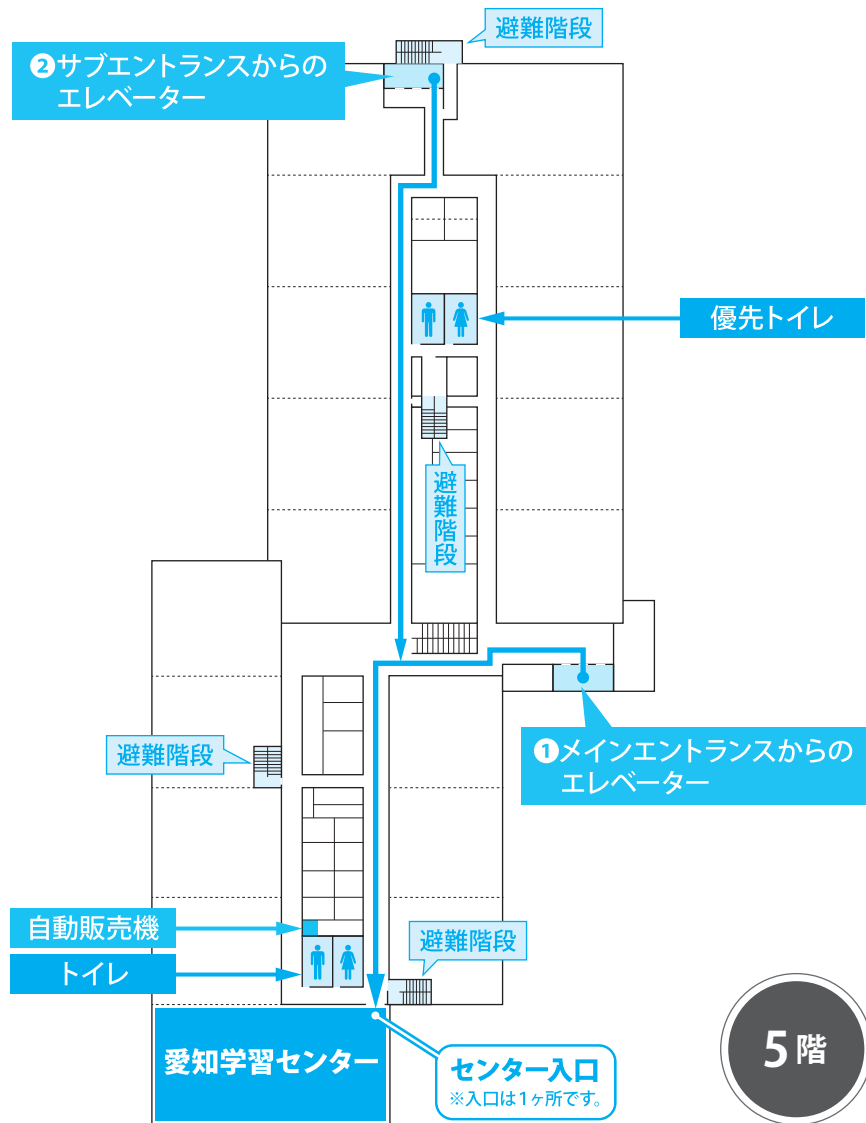 避難階段
❷サブエントランスからの
エレベーター
優先トイレ
避難階段
避難階段
❶メインエントランスからの
エレベーター
自動販売機
トイレ
避難階段
愛知学習センター
センター入口
※入口は1ヶ所です。
5階